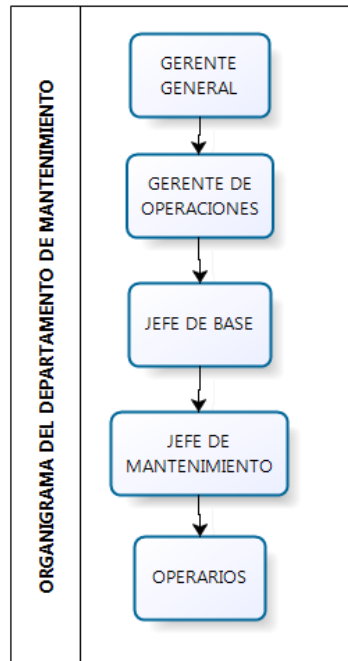 ORGANIGRAMA DEL DEPARTAMENTO DE MANTENIMIENTO
GERENTE
GENERAL
GERENTE DE
OPERACIONES
JEFE DE BASE
JEFE DE
MANTENIMIENTO
OPERARIOS